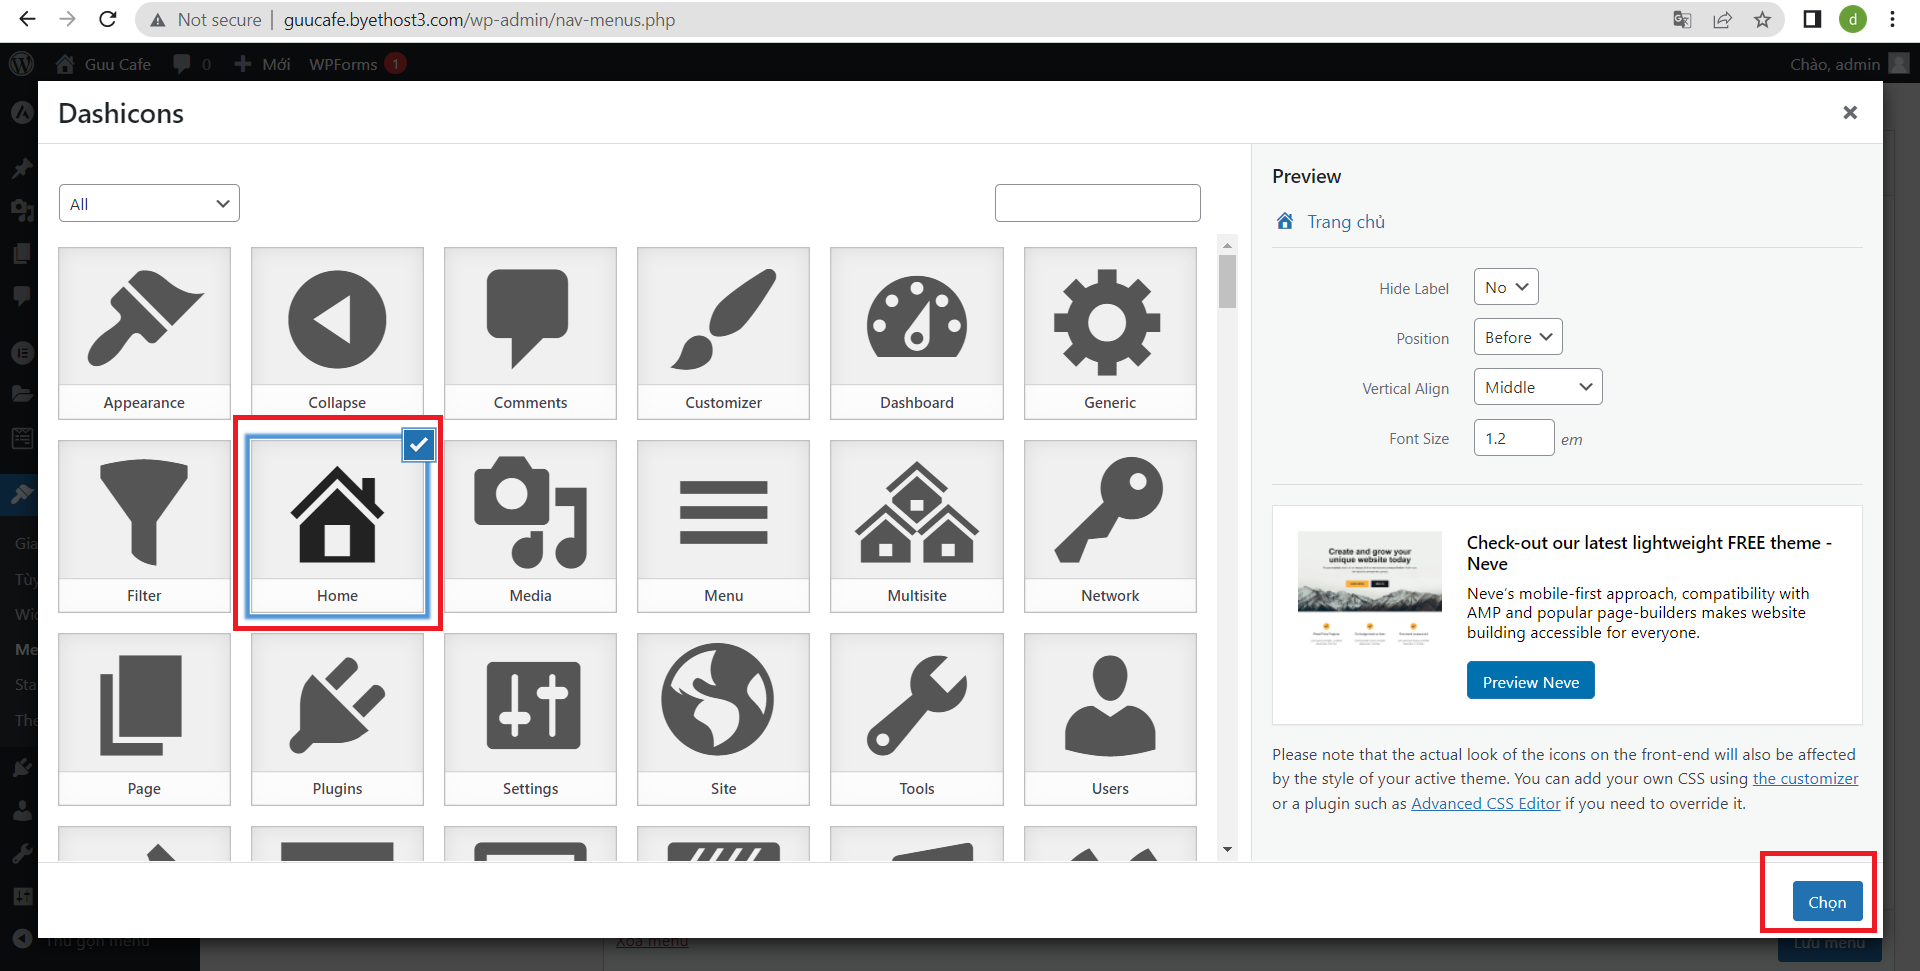 Not secure | guucafe.byethost3.com/wp-admin/nav-menus.php
d
Guu Cafe 0 Mới WPForms 1 Chào, admin
Dashicons
All
Appearance Collapse Comments Customizer Dashboard Generic
Filter Home Media Menu Multisite Network
Page Plugins Settings Site Tools Users
Preview
Trang chủ
Hide Label No
Position Before
Vertical Align Middle
Font Size 1.2 em
Create and grow your
unique website today
Check-out our latest lightweight FREE theme -
Neve
Neve's mobile-first approach, compatibility with
AMP and popular page-builders makes website
building accessible for everyone.
Preview Neve
Please note that the actual look of the icons on the front-end will also be affected
by the style of your active theme. You can add your own CSS using the customizer
or a plugin such as Advanced CSS Editor if you need to override it.
Chọn
Gia
Tùy
Wid
Me
Sta
The
Thu gọn menu
Xóa menu
Lưu menu